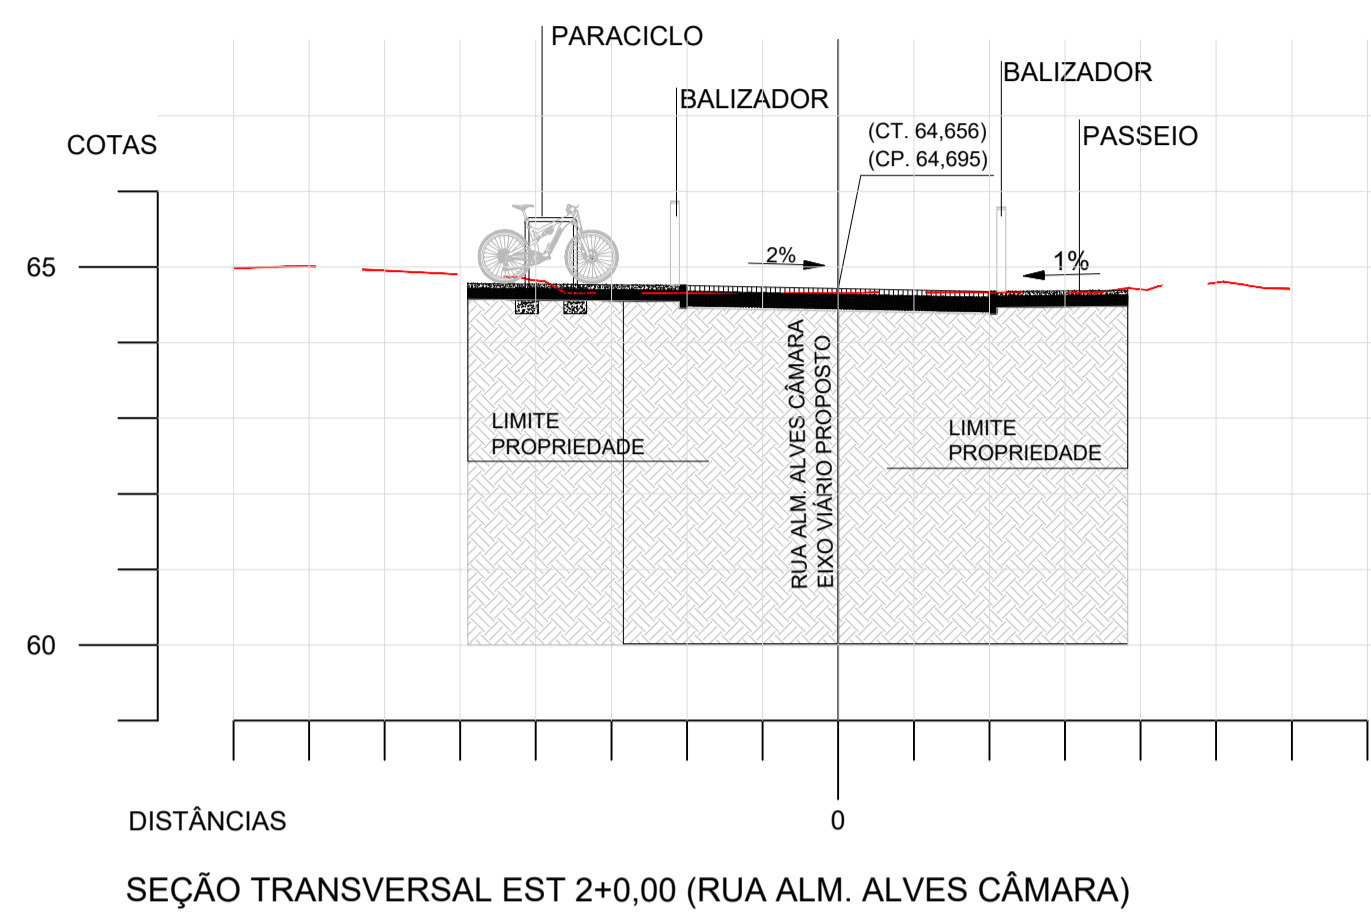 PARACICLO
BALIZADOR
BALIZADOR
(CT. 64,656)
(CP. 64,695)
PASSEIO
COTAS
65
2%
1%
LIMITE
PROPRIEDADE
RUA ALM. ALVES CÂMARA
EIXO VIÁRIO PROPOSTO
LIMITE
PROPRIEDADE
60
DISTÂNCIAS
0
SEÇÃO TRANSVERSAL EST 2+0,00 (RUA ALM. ALVES CÂMARA)